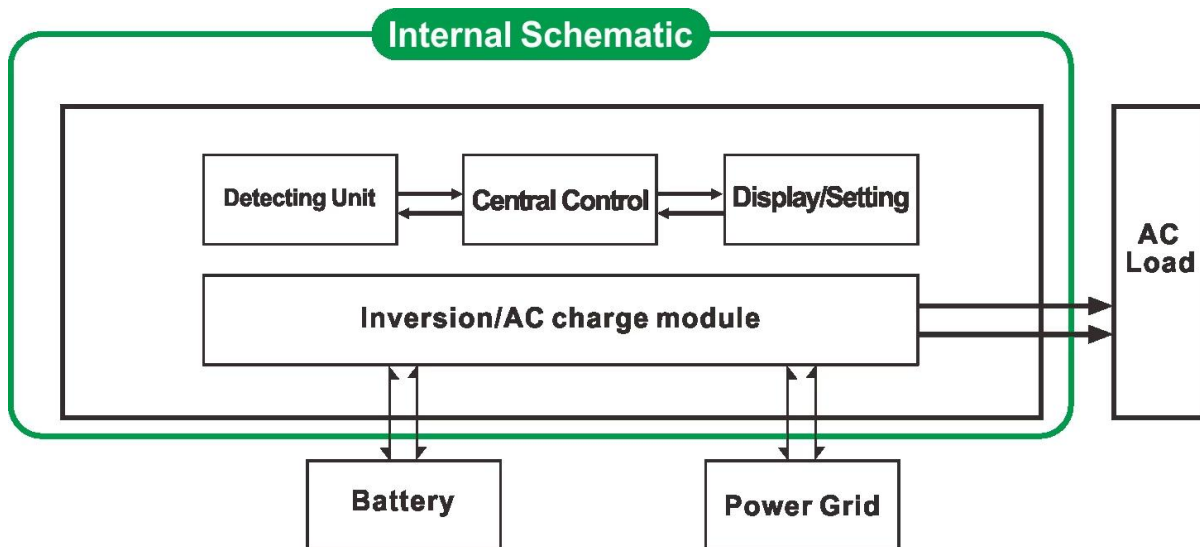 Internal Schematic
Detecting Unit
Central Control
Display/Setting
AC
Load
Inversion/AC charge module
Battery
Power Grid